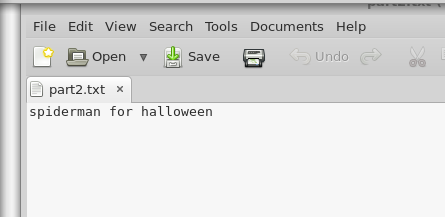 File Edit View Search Tools Documents Help
Open Save Undo
part2.txt ×
spiderman for halloween